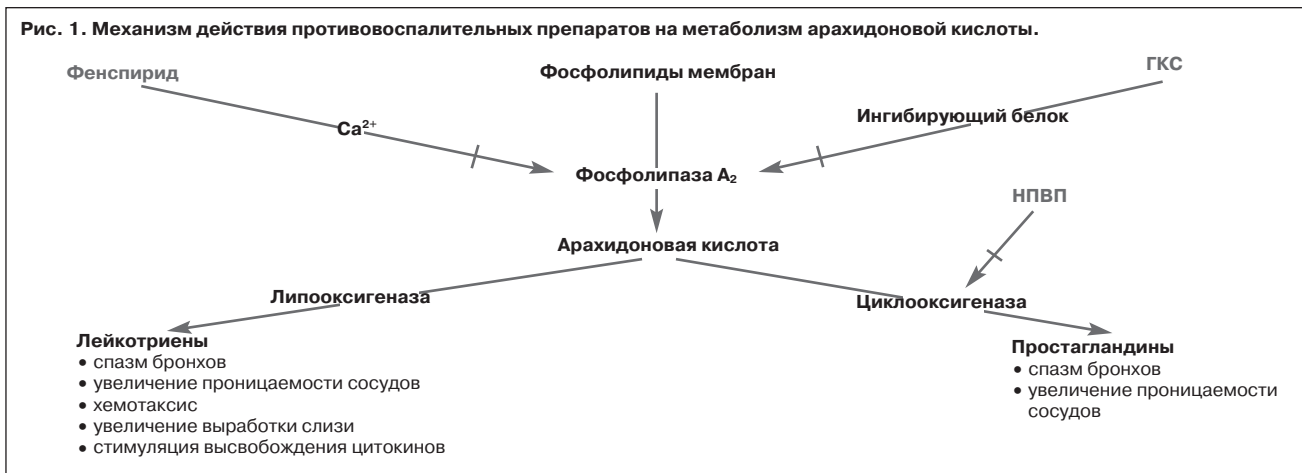 Рис. 1. Механизм действия противовоспалительных препаратов на метаболизм арахидоновой кислоты.
Фенспирид
Фосфолипиды мембран
ГКС
Ca²⁺
Ингибирующий белок
Фосфолипаза А₂
НПВП
Арахидоновая кислота
Липооксигеназа
Циклооксигеназа
Лейкотриены
• спазм бронхов
• увеличение проницаемости сосудов
• хемотаксис
• увеличение выработки слизи
• стимуляция высвобождения цитокинов
Простагландины
• спазм бронхов
• увеличение проницаемости
сосудов